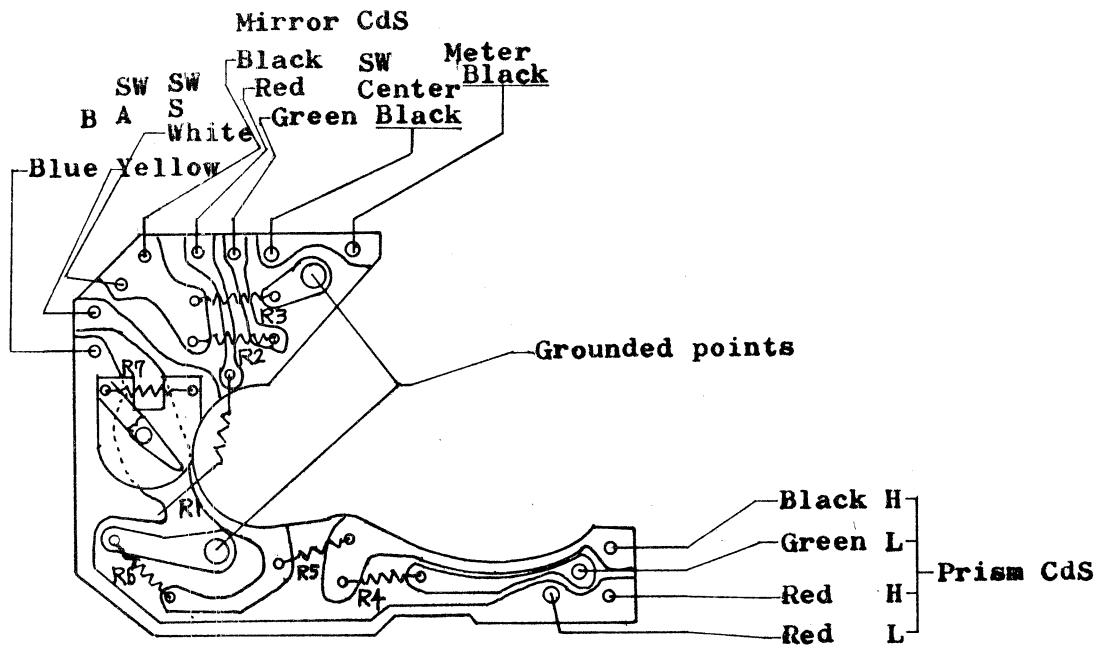 Mirror CdS
Black
Red
Green
SW
Center
Black
Meter
Black
SW
A
SW
S
White
B
Blue
Yellow
R3
R2
Grounded points
R7
R1
R6
R5
R4
Black H
Green L
Red H
Red L
Prism CdS